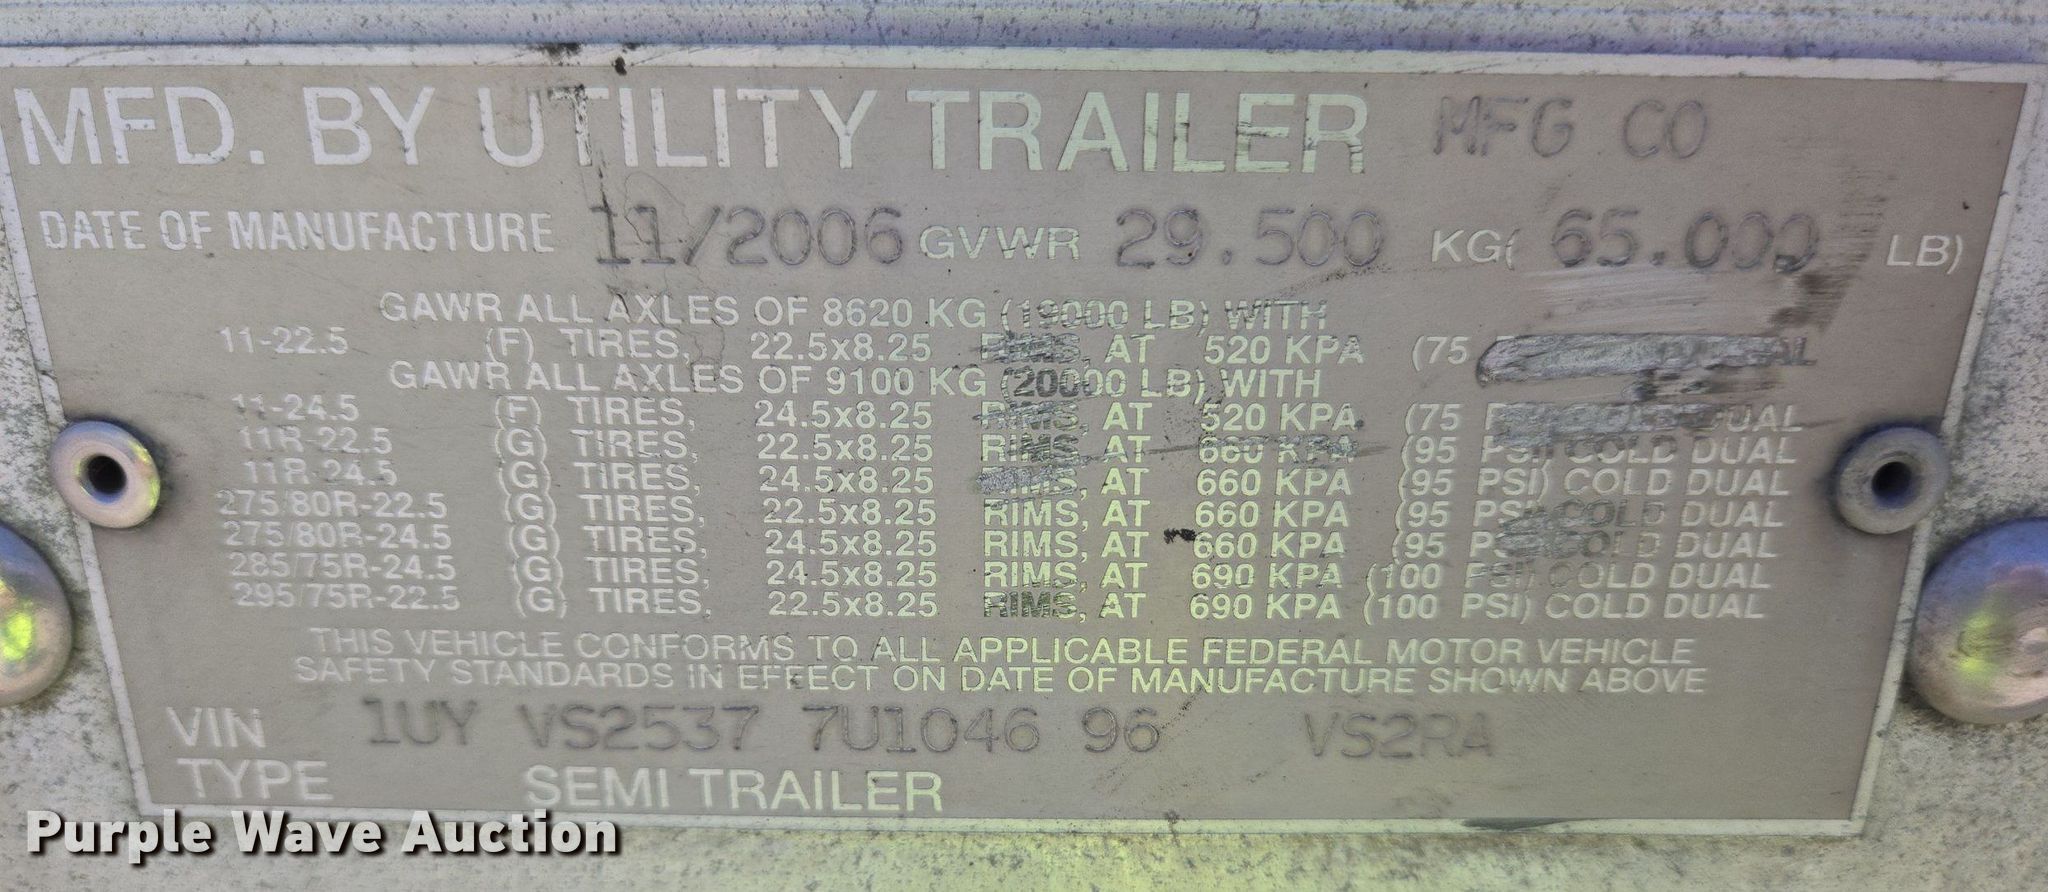 MFD. BY UTILITY TRAILER MFG CO
DATE OF MANUFACTURE 11/2006 GVWR 29.500 KG( 65.000 LB)
GAWR ALL AXLES OF 8620 KG (19000 LB) WITH
11-22.5 (F) TIRES, 22.5x8.25 RIMS, AT 520 KPA (75
GAWR ALL AXLES OF 9100 KG (20000 LB) WITH
11-24.5 (F) TIRES, 24.5x8.25 RIMS, AT 520 KPA (75 PSI) COLD DUAL
11R-22.5 (G) TIRES, 22.5x8.25 RIMS, AT 660 KPA (95 PSI) COLD DUAL
11R-24.5 (G) TIRES, 24.5x8.25 RIMS, AT 660 KPA (95 PSI) COLD DUAL
275/80R-22.5 (G) TIRES, 22.5x8.25 RIMS, AT 660 KPA (95 PSI) COLD DUAL
275/80R-24.5 (G) TIRES, 24.5x8.25 RIMS, AT 660 KPA (95 PSI) COLD DUAL
285/75R-24.5 (G) TIRES, 24.5x8.25 RIMS, AT 690 KPA (100 PSI) COLD DUAL
295/75R-22.5 (G) TIRES, 22.5x8.25 RIMS, AT 690 KPA (100 PSI) COLD DUAL
THIS VEHICLE CONFORMS TO ALL APPLICABLE FEDERAL MOTOR VEHICLE
SAFETY STANDARDS IN EFFECT ON DATE OF MANUFACTURE SHOWN ABOVE
VIN 1UY VS2537 7U1046 96 VS2RA
TYPE SEMI TRAILER
Purple Wave Auction